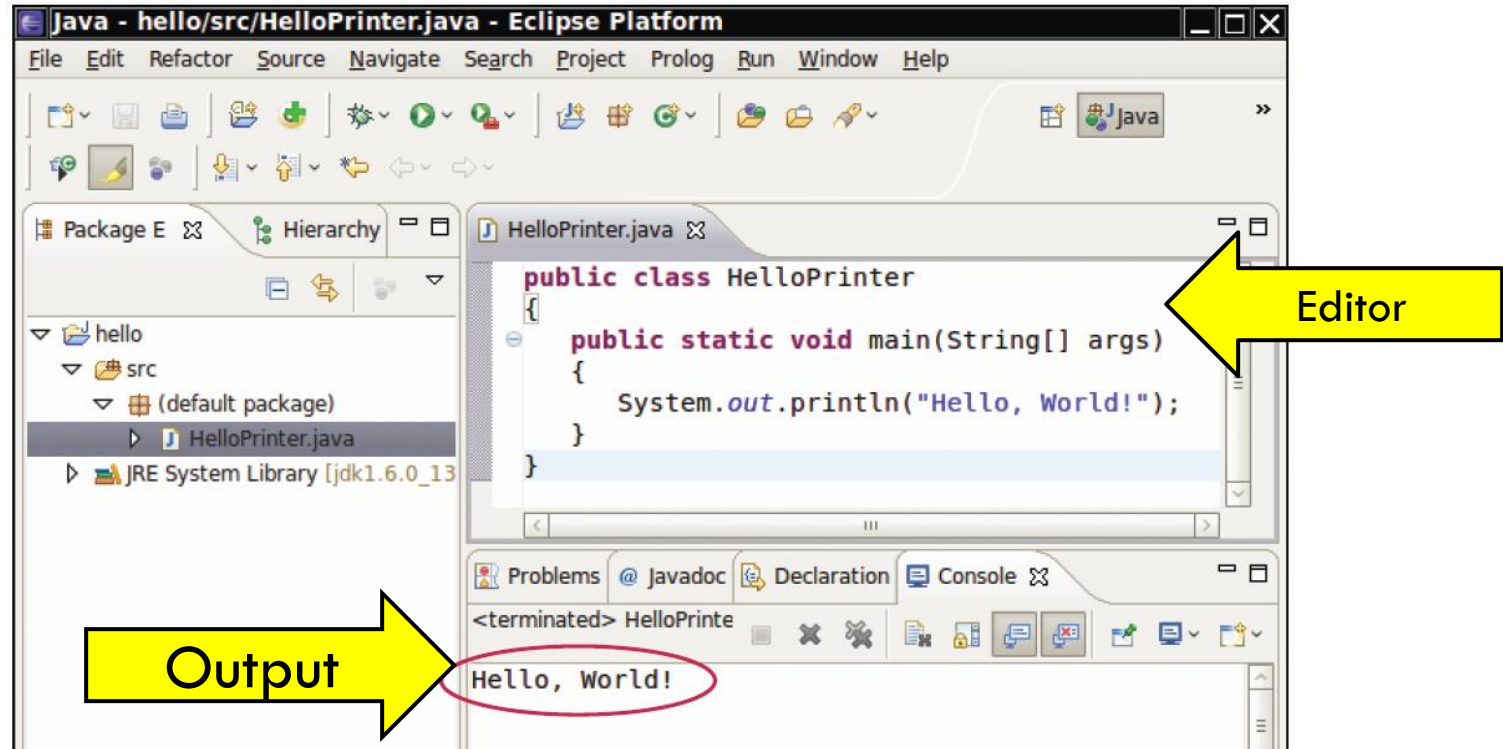 Java - hello/src/HelloPrinter.java - Eclipse Platform
File Edit Refactor Source Navigate Search Project Prolog Run Window Help
Java
Package E
Hierarchy
hello
src
(default package)
HelloPrinter.java
JRE System Library [jdk1.6.0_13
HelloPrinter.java
public class HelloPrinter
{
public static void main(String[] args)
{
System.out.println("Hello, World!");
}
}
Editor
Problems @ Javadoc Declaration Console
<terminated> HelloPrinte
Hello, World!
Output